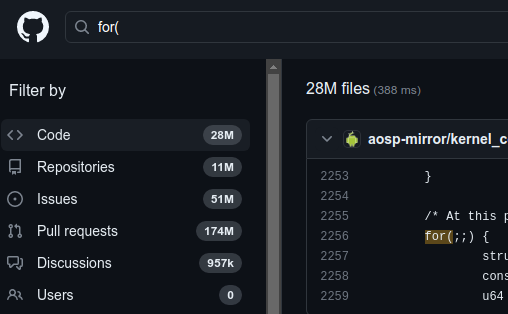 for(
Filter by
Code 28M
Repositories 11M
Issues 51M
Pull requests 174M
Discussions 957k
Users 0
28M files (388 ms)
aosp-mirror/kernel_c
2253 }
2254
2255 /* At this p
2256 for(;;) {
2257 stru
2258 cons
2259 u64